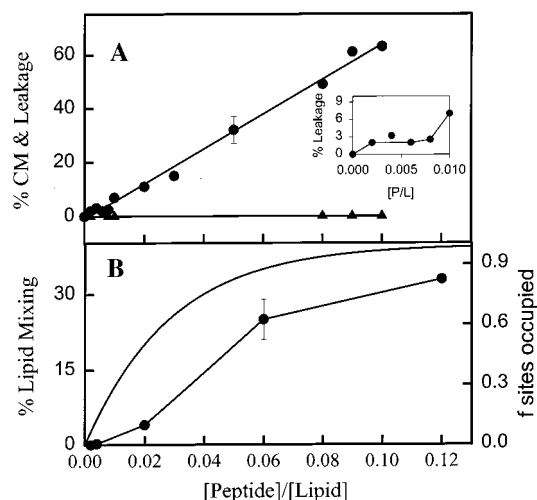 A
60
40
20
0
% CM & Leakage
9
6
3
0
% Leakage
0.000 0.005 0.010
[P/L]
B
30
15
0
% Lipid Mixing
0.9
0.6
0.3
0.0
f sites occupied
0.00 0.02 0.04 0.06 0.08 0.10 0.12
[Peptide]/[Lipid]